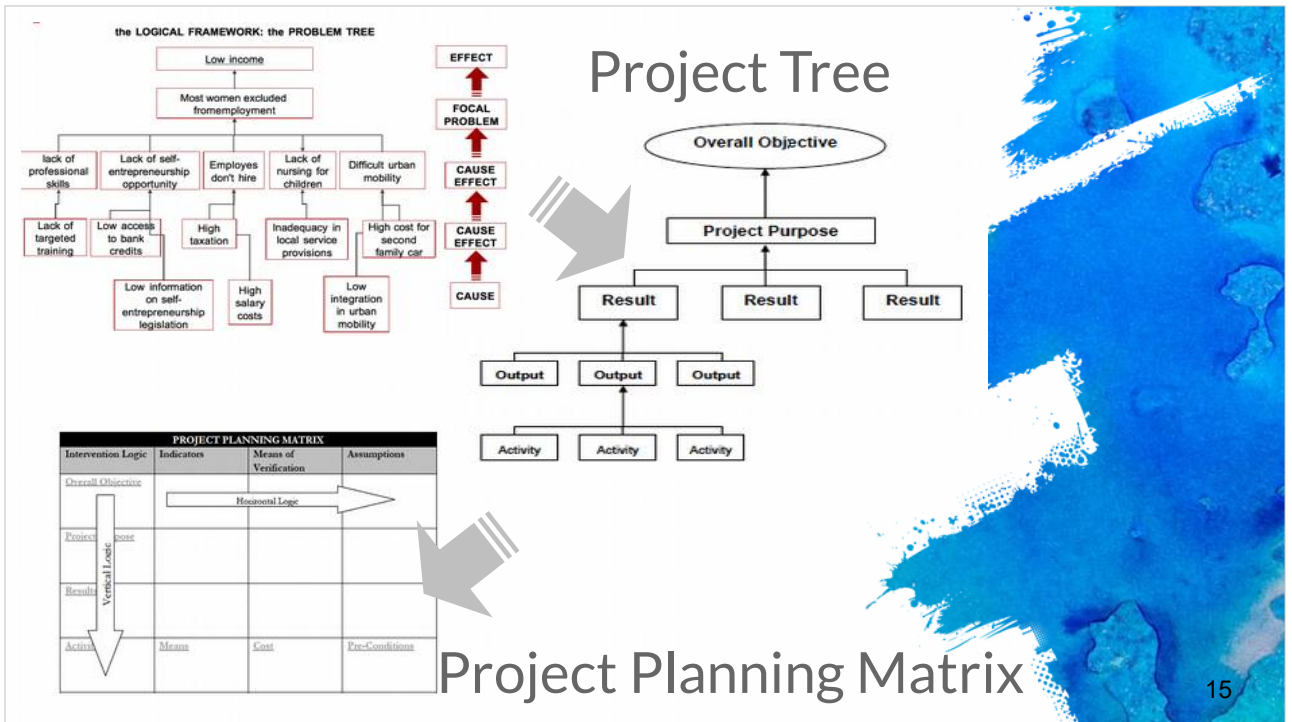 the LOGICAL FRAMEWORK: the PROBLEM TREE
Low income
Most women excluded
fromemployment
lack of
professional
skills
Lack of self-
entrepreneurship
opportunity
Employes
don't hire
Lack of
nursing for
children
Difficult urban
mobility
Lack of
targeted
training
Low access
to bank
credits
High
taxation
Inadequacy in
local service
provisions
High cost for
second
family car
Low information
on self-
entrepreneurship
legislation
High
salary
costs
Low
integration
in urban
mobility
EFFECT
FOCAL
PROBLEM
CAUSE
EFFECT
CAUSE
EFFECT
CAUSE
Project Tree
Overall Objective
Project Purpose
Result
Result
Result
Output
Output
Output
Activity
Activity
Activity
PROJECT PLANNING MATRIX
Intervention Logic
Indicators
Means of
Verification
Assumptions
Overall Objective
Horizontal Logic
Project
Vertical Logic
Results
Means
Cost
Pre-Conditions
Project Planning Matrix
15